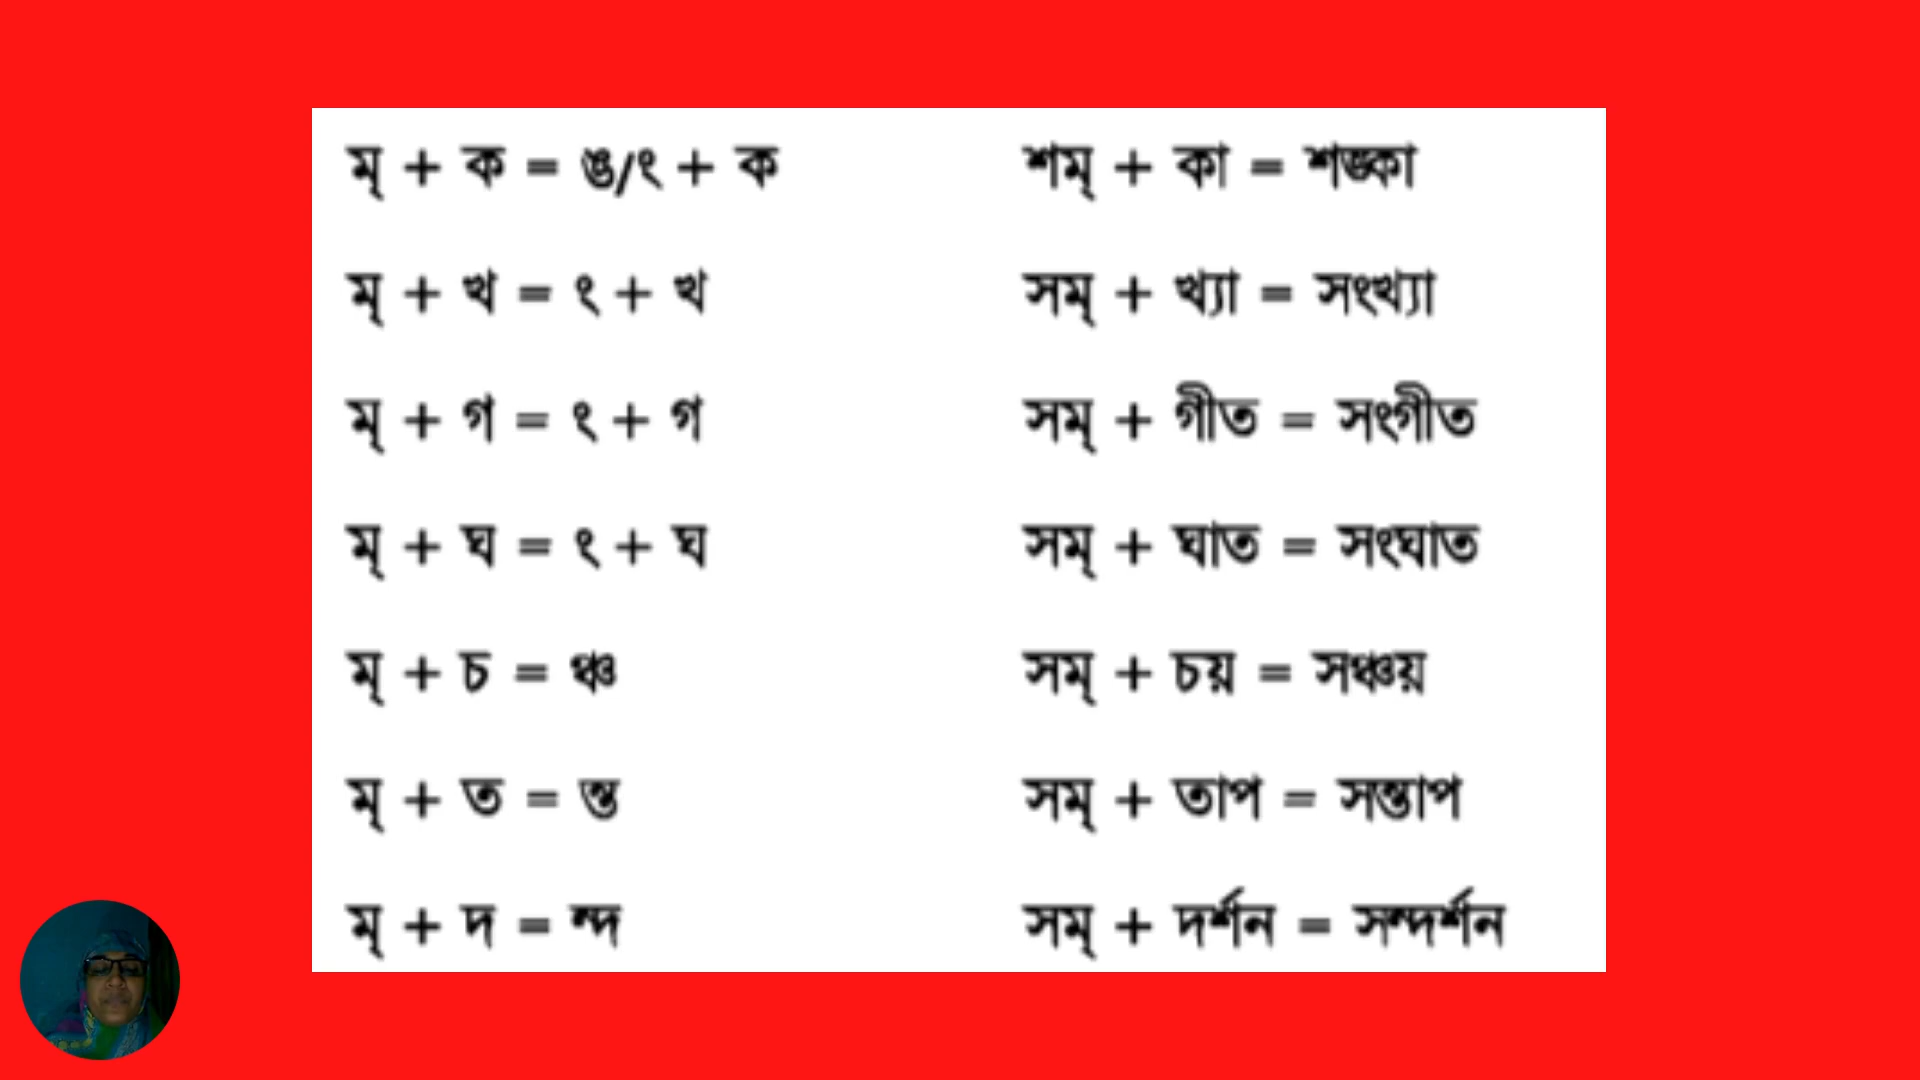 ম্ + ক = ঙ/ং + ক শম্ + কা = শঙ্কা
ম্ + খ = ং + খ সম্ + খ্যা = সংখ্যা
ম্ + গ = ং + গ সম্ + গীত = সংগীত
ম্ + ঘ = ং + ঘ সম্ + ঘাত = সংঘাত
ম্ + চ = ঞ্চ সম্ + চয় = সঞ্চয়
ম্ + ত = ন্ত সম্ + তাপ = সন্তাপ
ম্ + দ = ন্দ সম্ + দর্শন = সন্দর্শন